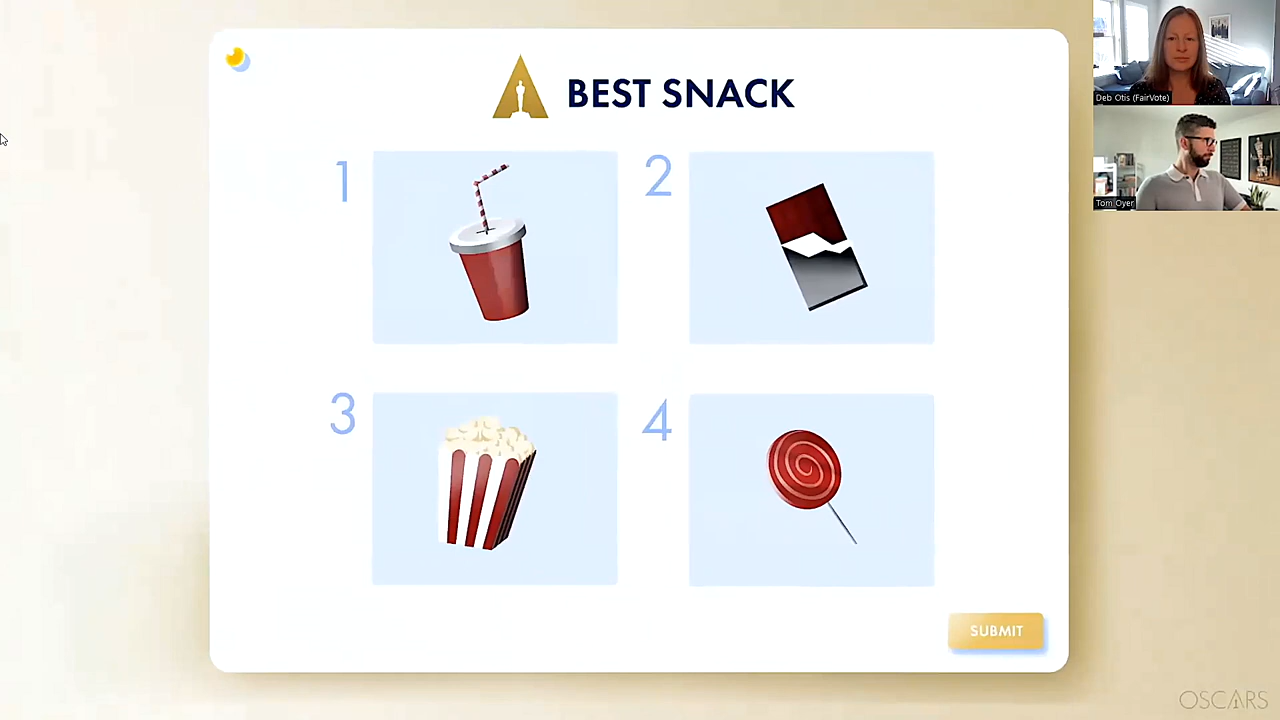 BEST SNACK
1
2
3
4
SUBMIT
OSCARS
Deb Otis (FairVote)
Tom Oyer